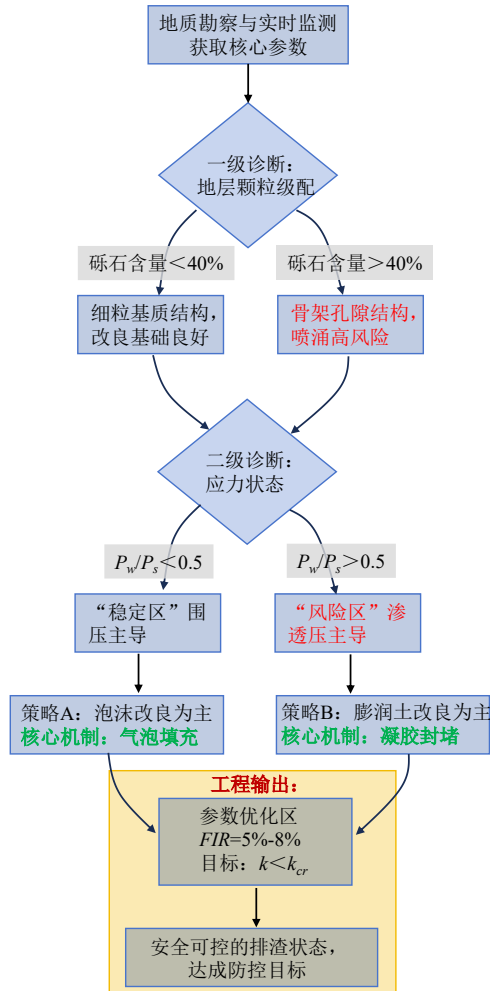 地质勘察与实时监测
获取核心参数
一级诊断：
地层颗粒级配
砾石含量＜40%
砾石含量＞40%
细粒基质结构，
改良基础良好
骨架孔隙结构，
喷涌高风险
二级诊断：
应力状态
Pw/Ps＜0.5
Pw/Ps＞0.5
“稳定区”围
压主导
“风险区”渗
透压主导
策略A：泡沫改良为主
核心机制：气泡填充
策略B：膨润土改良为主
核心机制：凝胶封堵
工程输出：
参数优化区
FIR=5%-8%
目标：k＜kcr
安全可控的排渣状态，
达成防控目标